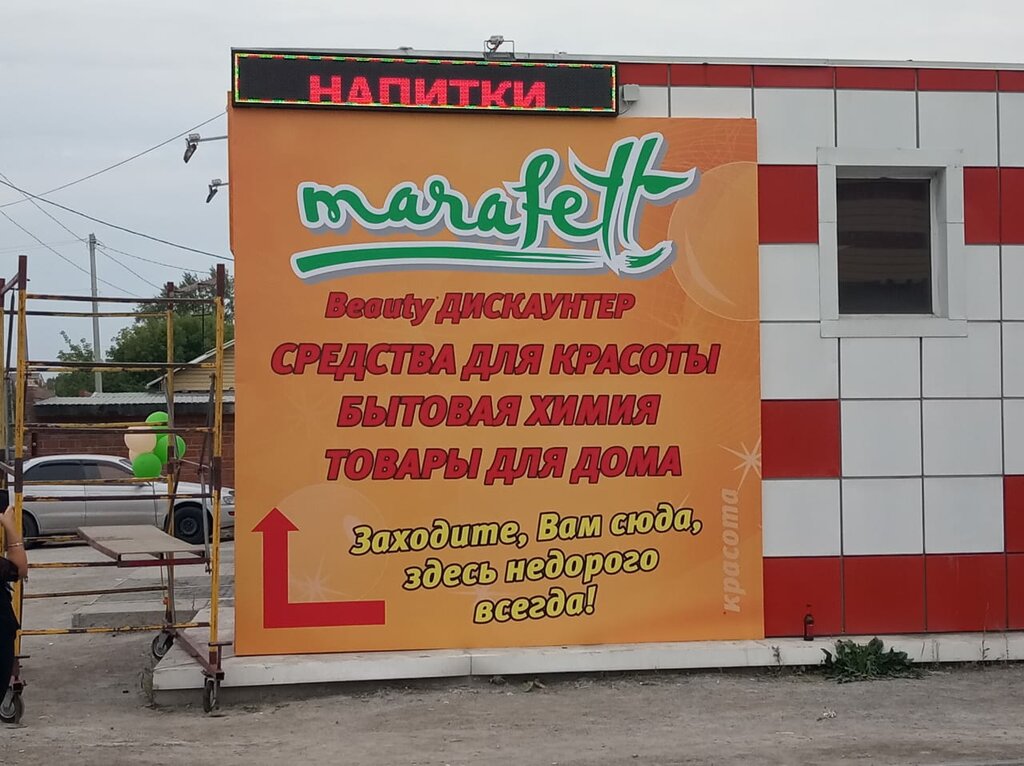 НАПИТКИ
marafett
Beauty ДИСКАУНТЕР
СРЕДСТВА ДЛЯ КРАСОТЫ
БЫТОВАЯ ХИМИЯ
ТОВАРЫ ДЛЯ ДОМА
Заходите, Вам сюда,
здесь недорого
всегда!
красота